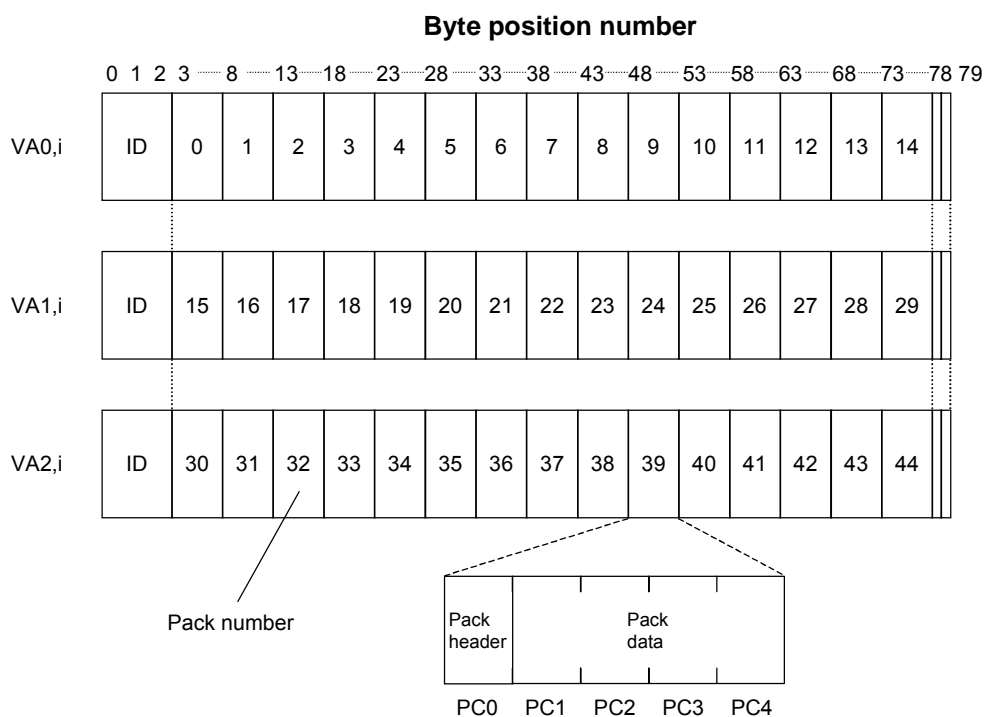 Byte position number
0 1 2 3 8 13 18 23 28 33 38 43 48 53 58 63 68 73 78 79
VA0,i ID 0 1 2 3 4 5 6 7 8 9 10 11 12 13 14
VA1,i ID 15 16 17 18 19 20 21 22 23 24 25 26 27 28 29
VA2,i ID 30 31 32 33 34 35 36 37 38 39 40 41 42 43 44
Pack number
Pack header
Pack data
PC0 PC1 PC2 PC3 PC4